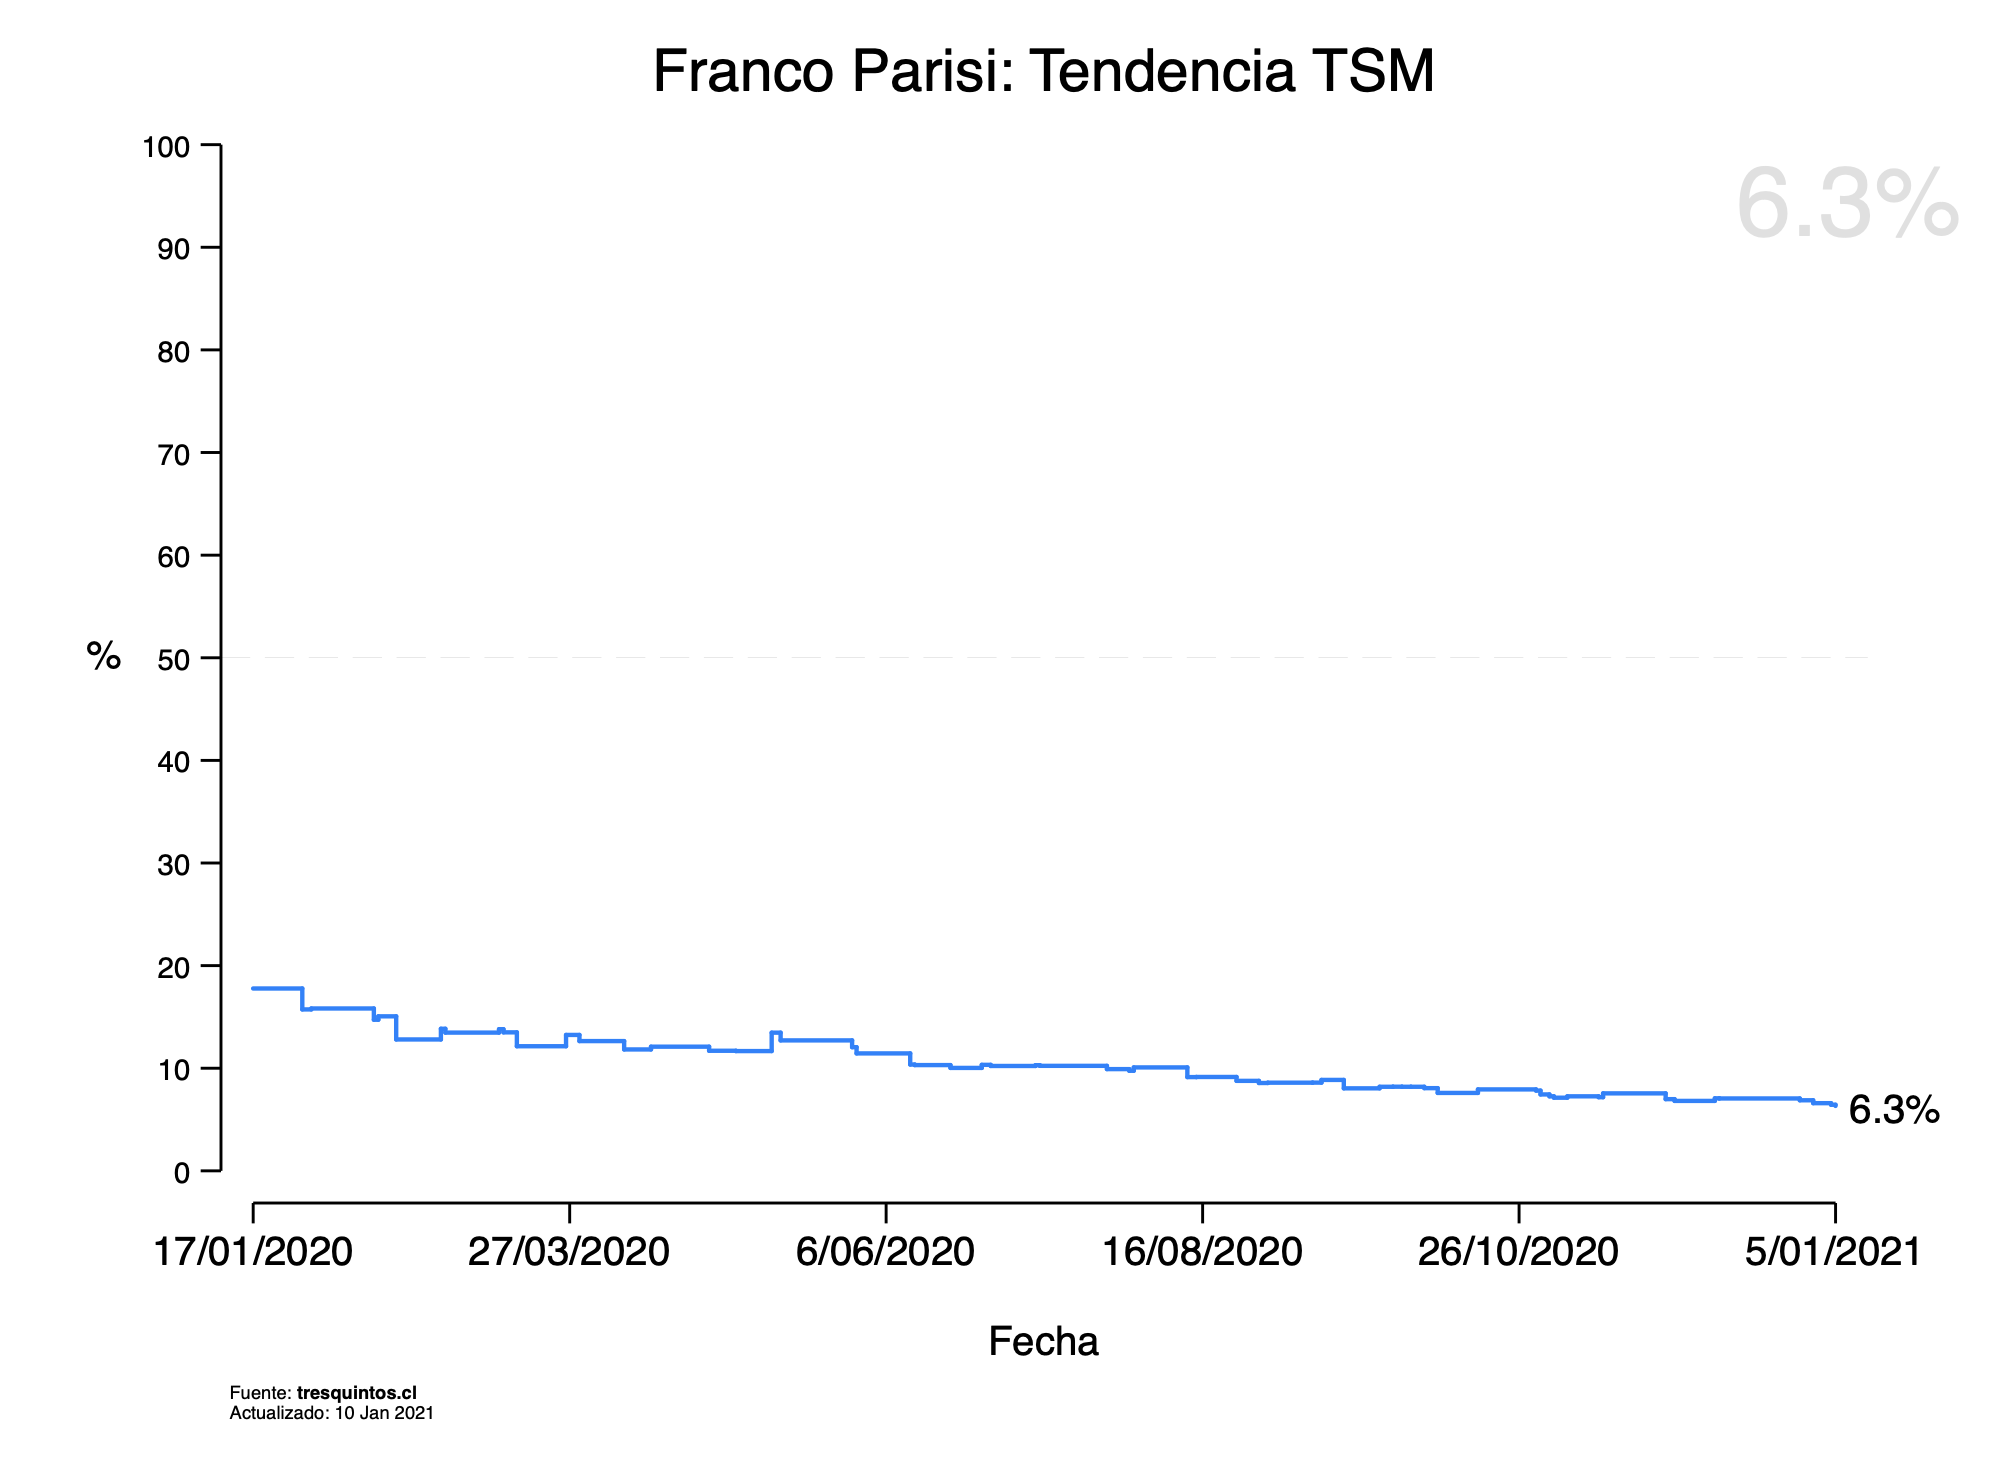 Franco Parisi: Tendencia TSM
6.3%
100
90
80
70
60
50
40
30
20
10
0
%
6.3%
17/01/2020 27/03/2020 6/06/2020 16/08/2020 26/10/2020 5/01/2021
Fecha
Fuente: tresquintos.cl
Actualizado: 10 Jan 2021